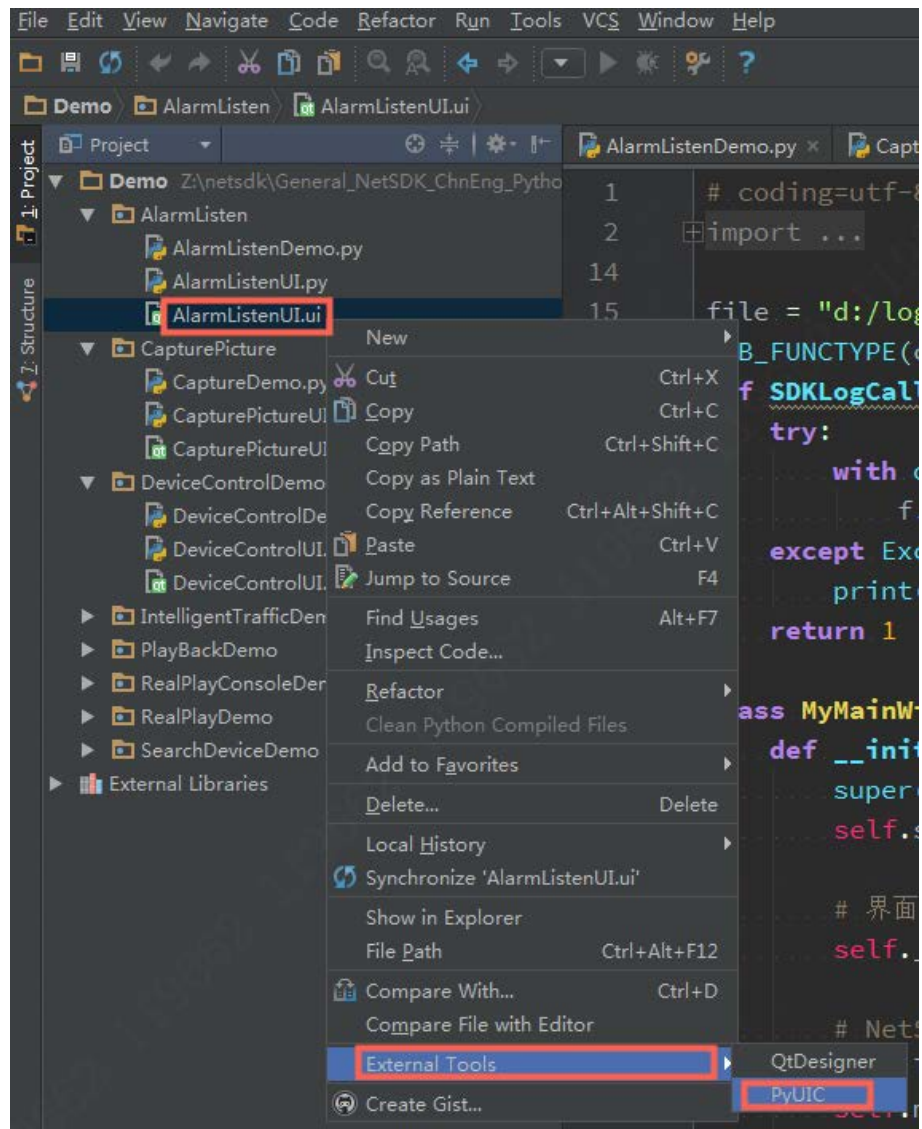 File Edit View Navigate Code Refactor Run Tools VCS Window Help
Demo AlarmListen AlarmListenUI.ui
1: Project
7: Structure
Project
Demo Z:\netsdk\General_NetSDK_ChnEng_Pytho
AlarmListen
AlarmListenDemo.py
AlarmListenUI.py
AlarmListenUI.ui
CapturePicture
CaptureDemo.py
CapturePictureUI
CapturePictureUI
DeviceControlDemo
DeviceControlDe
DeviceControlUI.
DeviceControlUI.
IntelligentTrafficDem
PlayBackDemo
RealPlayConsoleDer
RealPlayDemo
SearchDeviceDemo
External Libraries
AlarmListenDemo.py Capt
1 # coding=utf-8
2 import ...
14
15 file = "d:/log
B_FUNCTYPE(c
f SDKLogCall
try:
with o
f
except Exc
print(
return 1
ass MyMainWi
def __init
super(
self.s
# 界面
self._
# NetS
New
Cut Ctrl+X
Copy Ctrl+C
Copy Path Ctrl+Shift+C
Copy as Plain Text
Copy Reference Ctrl+Alt+Shift+C
Paste Ctrl+V
Jump to Source F4
Find Usages Alt+F7
Inspect Code...
Refactor
Clean Python Compiled Files
Add to Favorites
Delete... Delete
Local History
Synchronize 'AlarmListenUI.ui'
Show in Explorer
File Path Ctrl+Alt+F12
Compare With... Ctrl+D
Compare File with Editor
External Tools
Create Gist...
QtDesigner
PyUIC